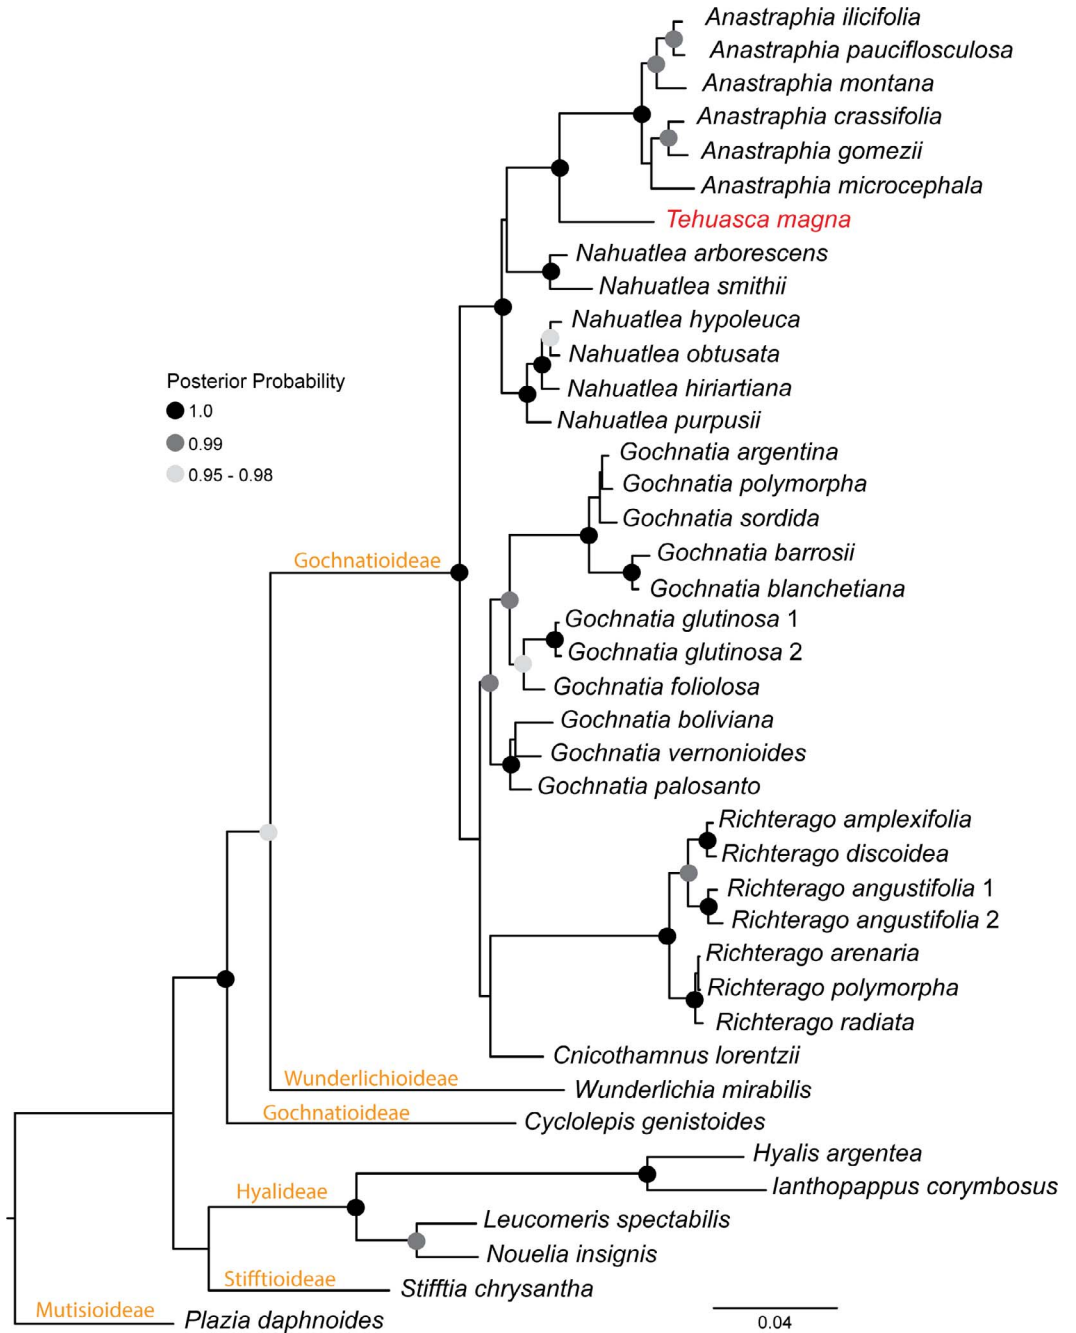 Anastraphia ilicifolia
Anastraphia pauciflosculosa
Anastraphia montana
Anastraphia crassifolia
Anastraphia gomezii
Anastraphia microcephala
Tehuasca magna
Nahuatlea arborescens
Nahuatlea smithii
Nahuatlea hypoleuca
Nahuatlea obtusata
Nahuatlea hiriartiana
Nahuatlea purpusii
Posterior Probability
1.0
0.99
0.95 - 0.98
Gochnatia argentina
Gochnatia polymorpha
Gochnatia sordida
Gochnatia barrosii
Gochnatia blanchetiana
Gochnatioideae
Gochnatia glutinosa 1
Gochnatia glutinosa 2
Gochnatia foliolosa
Gochnatia boliviana
Gochnatia vernonioides
Gochnatia palosanto
Richterago amplexifolia
Richterago discoidea
Richterago angustifolia 1
Richterago angustifolia 2
Richterago arenaria
Richterago polymorpha
Richterago radiata
Cnicothamnus lorentzii
Wunderlichioideae
Wunderlichia mirabilis
Gochnatioideae
Cyclolepis genistoides
Hyalis argentea
Ianthopappus corymbosus
Hyalideae
Leucomeris spectabilis
Nouelia insignis
Stifftioideae
Stifftia chrysantha
Mutisioideae
Plazia daphnoides
0.04